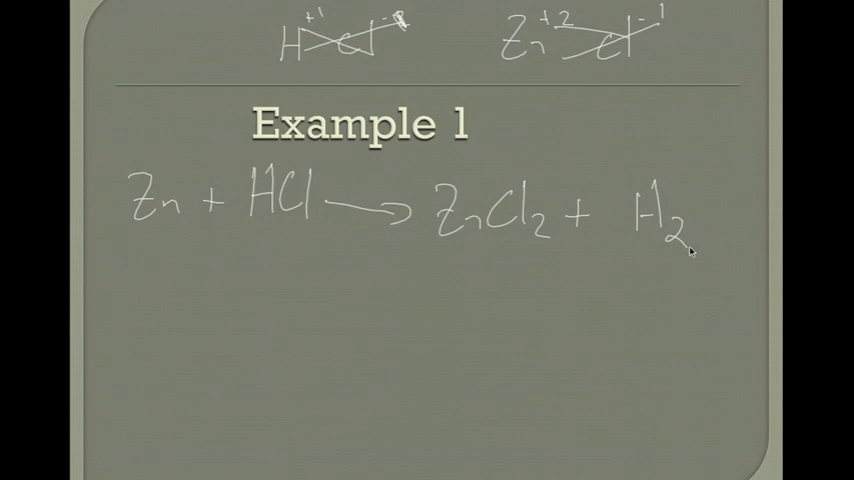 H+1 Cl-1 Zn+2 Cl-1
Example 1
Zn + HCl → ZnCl2 + H2